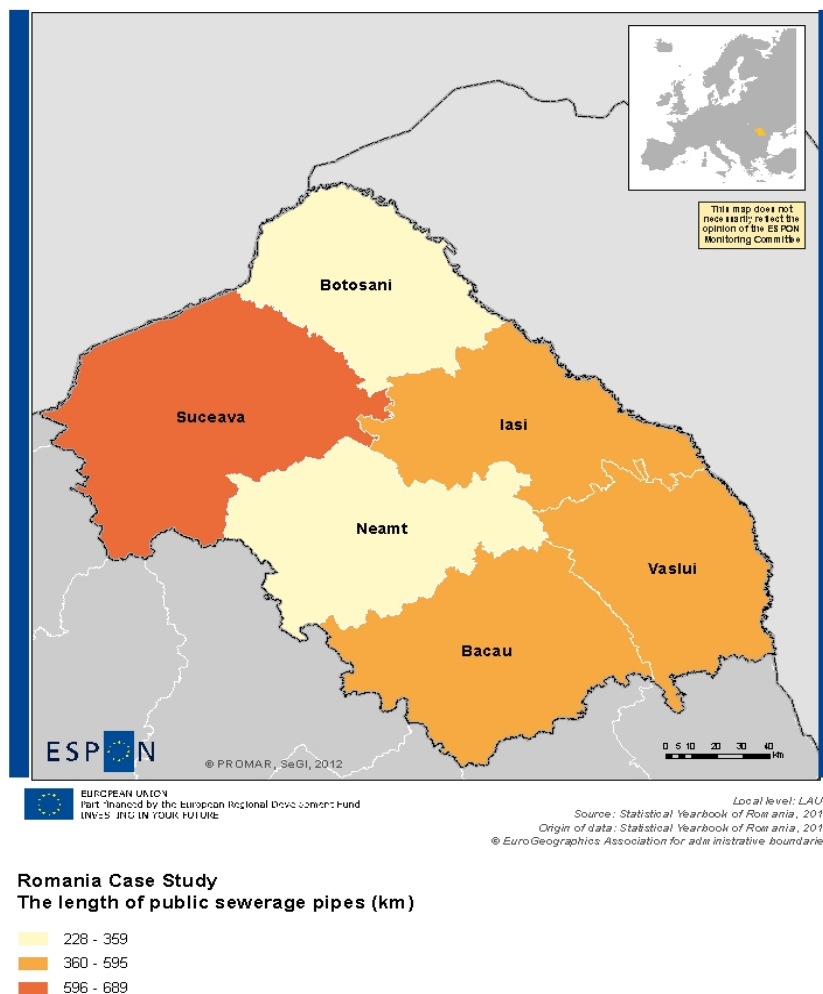 This map does not
necessarily reflect the
opinion of the ESPON
Monitoring Committee
Botosani
Suceava
Iasi
Neamt
Vaslui
Bacau
ESPON
© PROMAR, SeGI, 2012
0 5 10 20 30 40
km
EUROPEAN UNION
Part-financed by the European Regional Development Fund
INVESTING IN YOUR FUTURE
Local level: LAU
Source: Statistical Yearbook of Romania, 201
Origin of data: Statistical Yearbook of Romania, 201
© EuroGeographics Association for administrative boundarie
Romania Case Study
The length of public sewerage pipes (km)
228 - 359
360 - 595
596 - 689